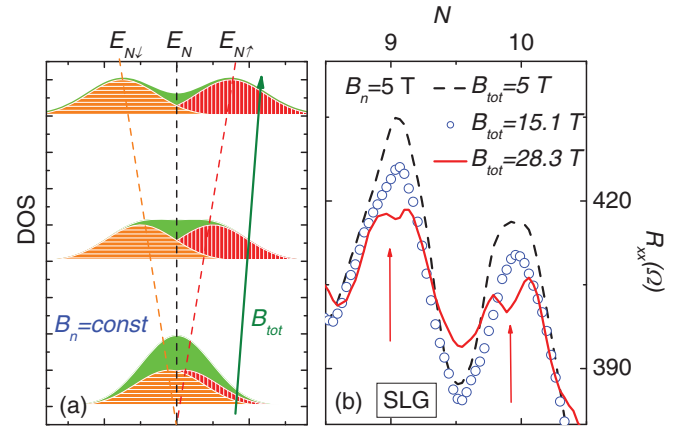 E_N↓ E_N E_N↑
DOS
B_n=const
B_tot
(a)
N
9 10
B_n=5 T
B_tot=5 T
B_tot=15.1 T
B_tot=28.3 T
420
390
R_xx(Ω)
(b) SLG